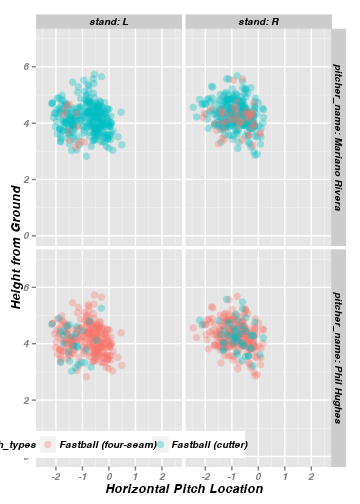 stand: L
stand: R
6
4
2
0
pitcher_name: Mariano Rivera
Height from Ground
6
4
2
0
pitcher_name: Phil Hughes
h_types
Fastball (four-seam)
Fastball (cutter)
-2
-1
0
1
2
-2
-1
0
1
2
Horizontal Pitch Location